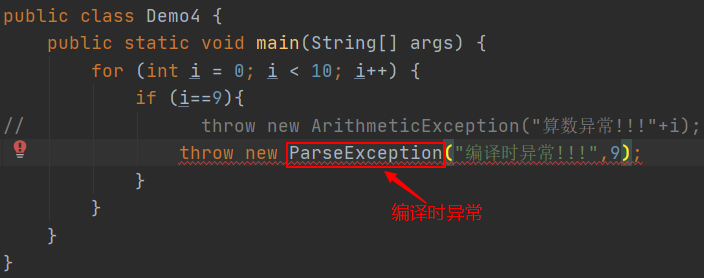 public class Demo4 {
    public static void main(String[] args) {
        for (int i = 0; i < 10; i++) {
            if (i==9){
//                throw new ArithmeticException("算数异常!!!"+i);
                throw new ParseException("编译时异常!!!",9);
            }
        }
    }
}
编译时异常